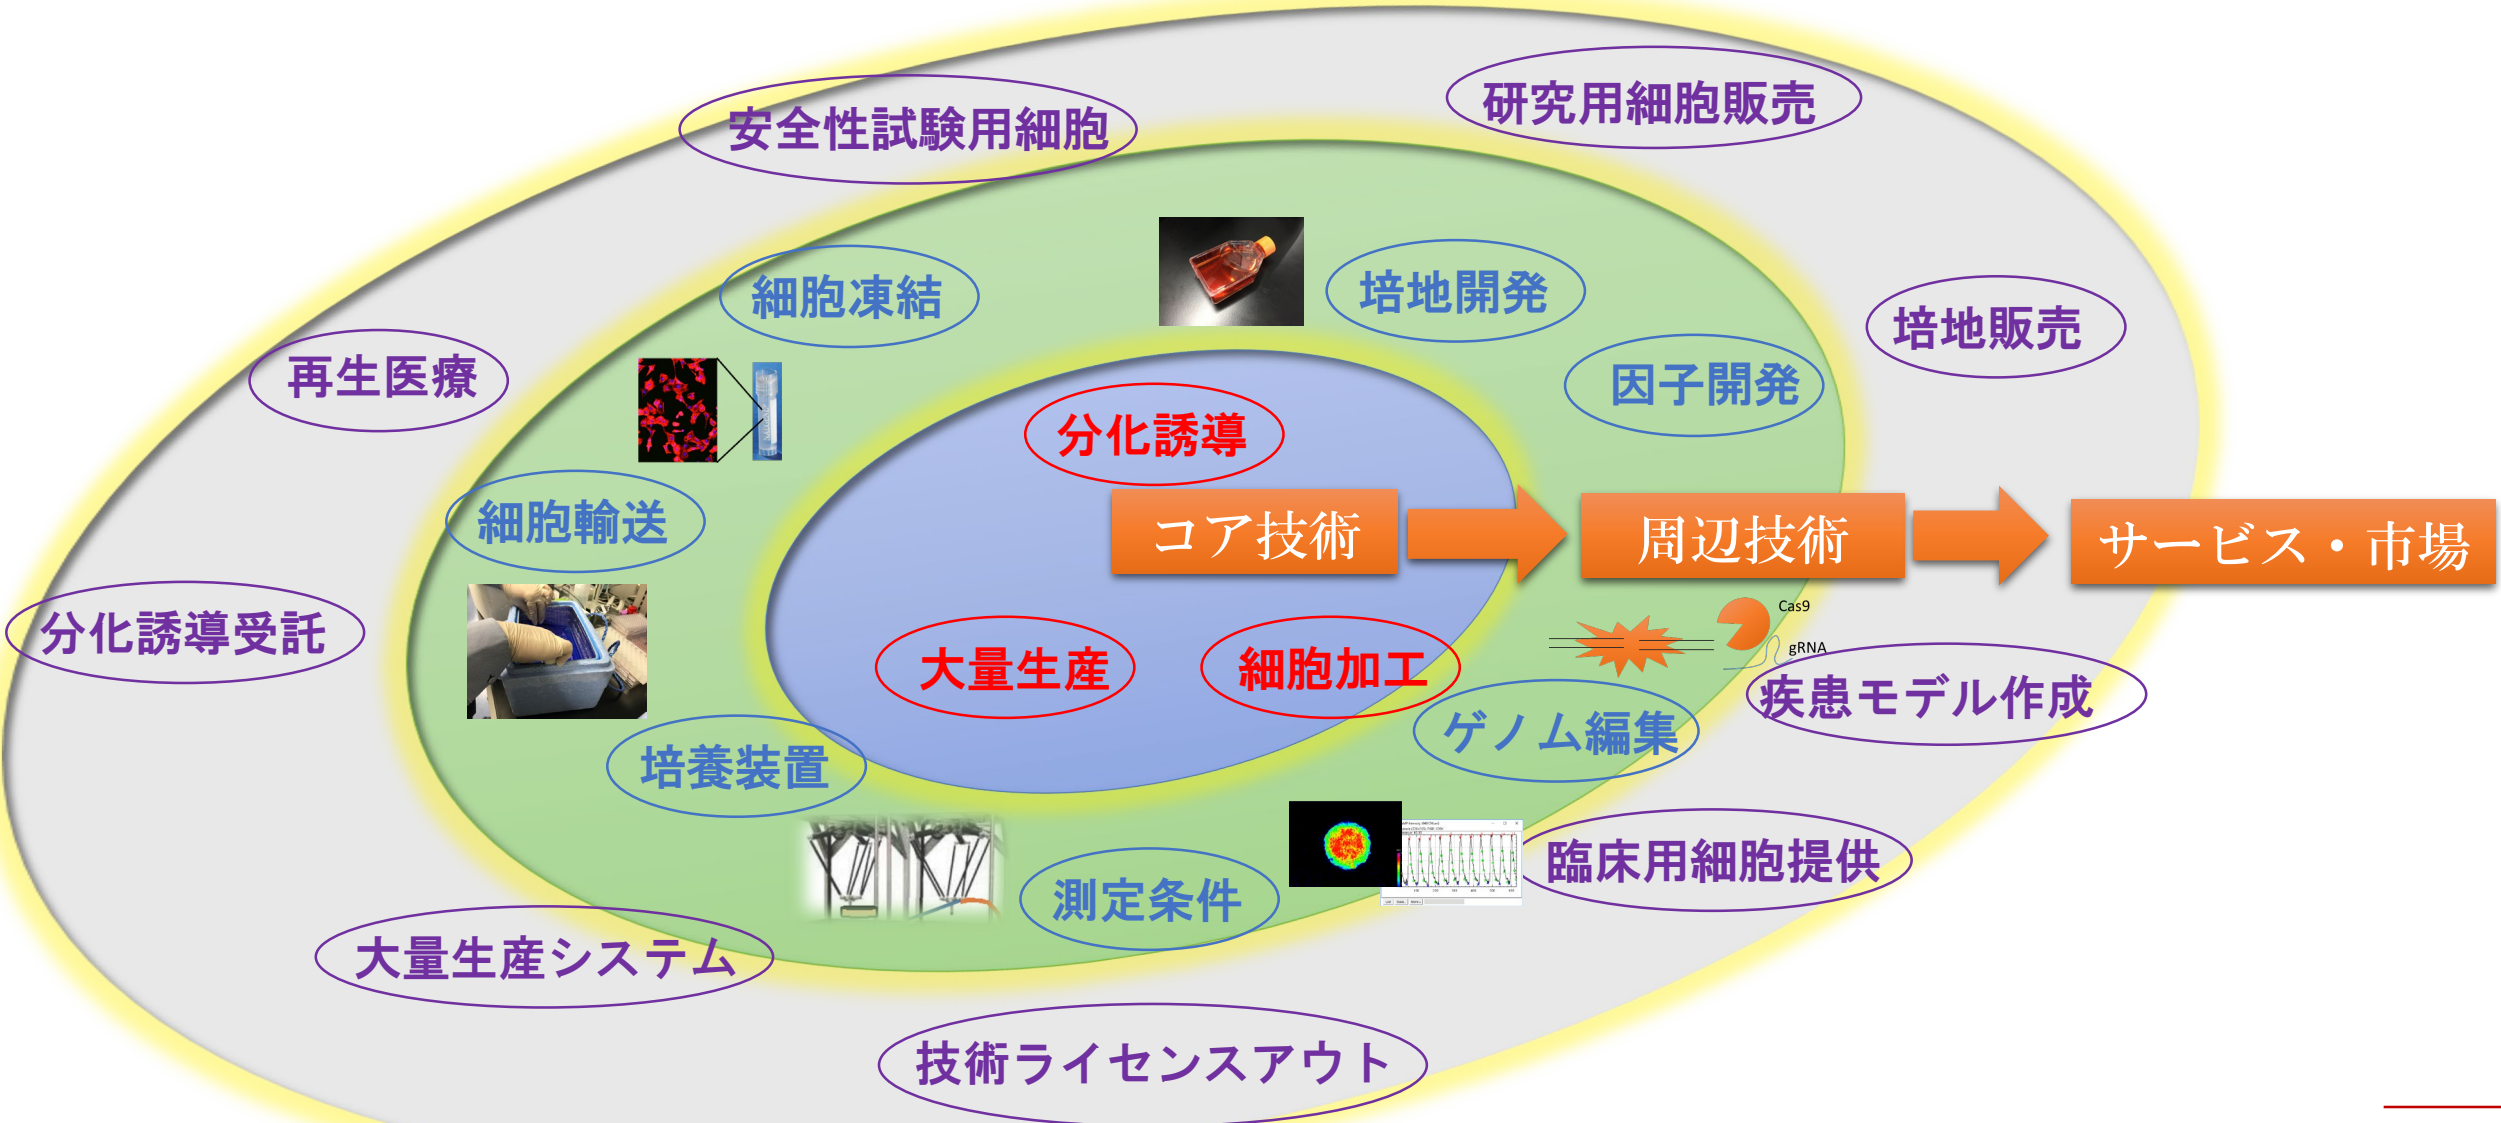 研究用細胞販売
安全性試験用細胞
細胞凍結
培地開発
培地販売
再生医療
因子開発
分化誘導
細胞輸送
コア技術
周辺技術
サービス・市場
Cas9
gRNA
分化誘導受託
大量生産
細胞加工
疾患モデル作成
ゲノム編集
培養装置
臨床用細胞提供
測定条件
大量生産システム
技術ライセンスアウト